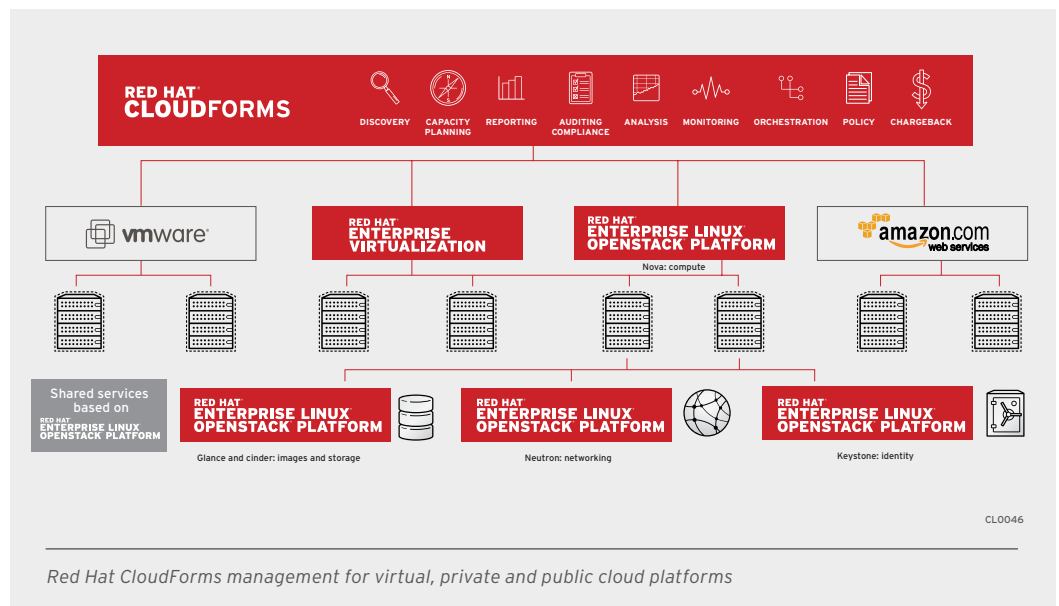 RED HAT®
CLOUDFORMS
DISCOVERY
CAPACITY
PLANNING
REPORTING
AUDITING
COMPLIANCE
ANALYSIS
MONITORING
ORCHESTRATION
POLICY
CHARGEBACK
vmware®
RED HAT®
ENTERPRISE
VIRTUALIZATION
RED HAT®
ENTERPRISE LINUX®
OPENSTACK® PLATFORM
amazon.com
web services
Nova: compute
Shared services
based on
RED HAT®
ENTERPRISE LINUX®
OPENSTACK® PLATFORM
RED HAT®
ENTERPRISE LINUX®
OPENSTACK® PLATFORM
Glance and cinder: images and storage
RED HAT®
ENTERPRISE LINUX®
OPENSTACK® PLATFORM
Neutron: networking
RED HAT®
ENTERPRISE LINUX®
OPENSTACK® PLATFORM
Keystone: identity
CL0046
Red Hat CloudForms management for virtual, private and public cloud platforms